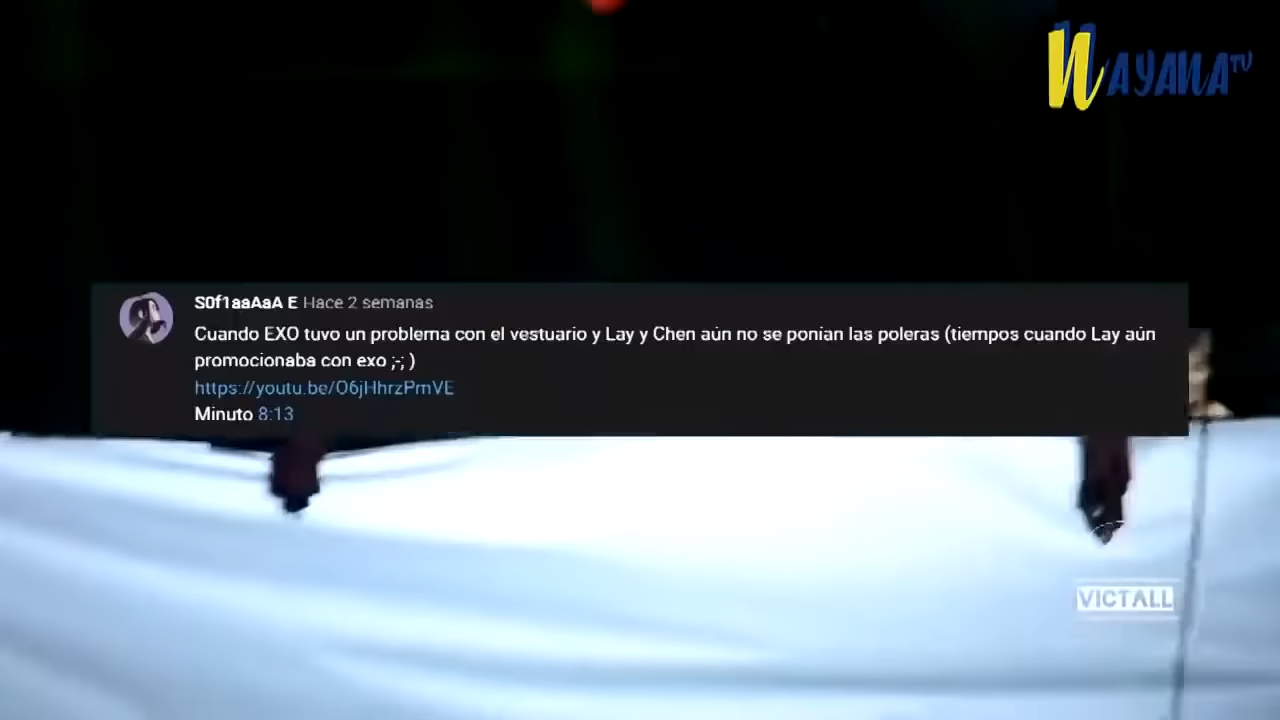 NAYANA TV
S0f1aaAaA E Hace 2 semanas
Cuando EXO tuvo un problema con el vestuario y Lay y Chen aún no se ponían las poleras (tiempos cuando Lay aún
promocionaba con exo ;-; )
https://youtu.be/O6jHhrzPmVE
Minuto 8:13
VICTALL